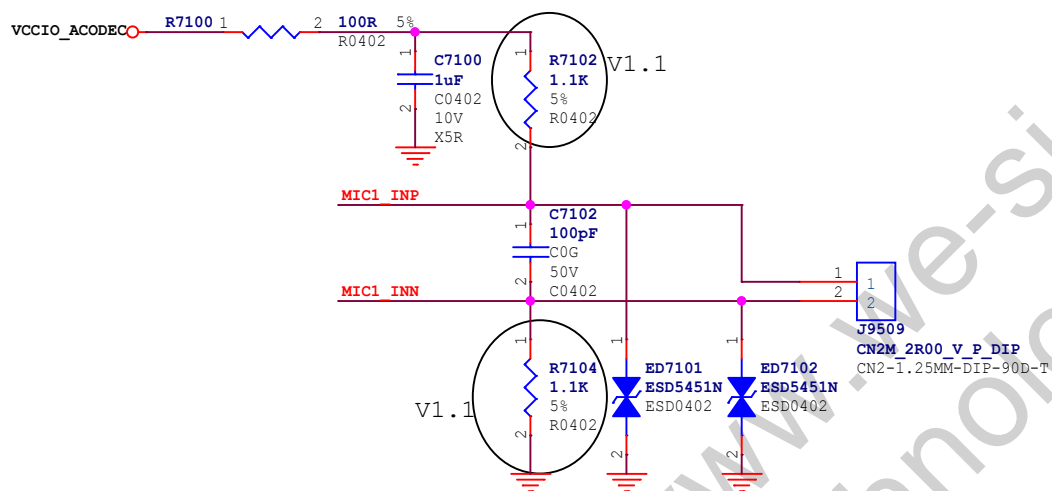 VCCIO_ACODEC
R7100 1 2 100R 5%
R0402
1
C7100
1uF
C0402
10V
X5R
2
1
R7102
1.1K
5%
R0402
2
V1.1
MIC1_INP
1
C7102
100pF
C0G
50V
C0402
2
MIC1_INN
1
R7104
1.1K
5%
R0402
2
V1.1
1
ED7101
ESD5451N
ESD0402
2
1
ED7102
ESD5451N
ESD0402
2
1 1
2 2
J9509
CN2M_2R00_V_P_DIP
CN2-1.25MM-DIP-90D-T
www.we-si